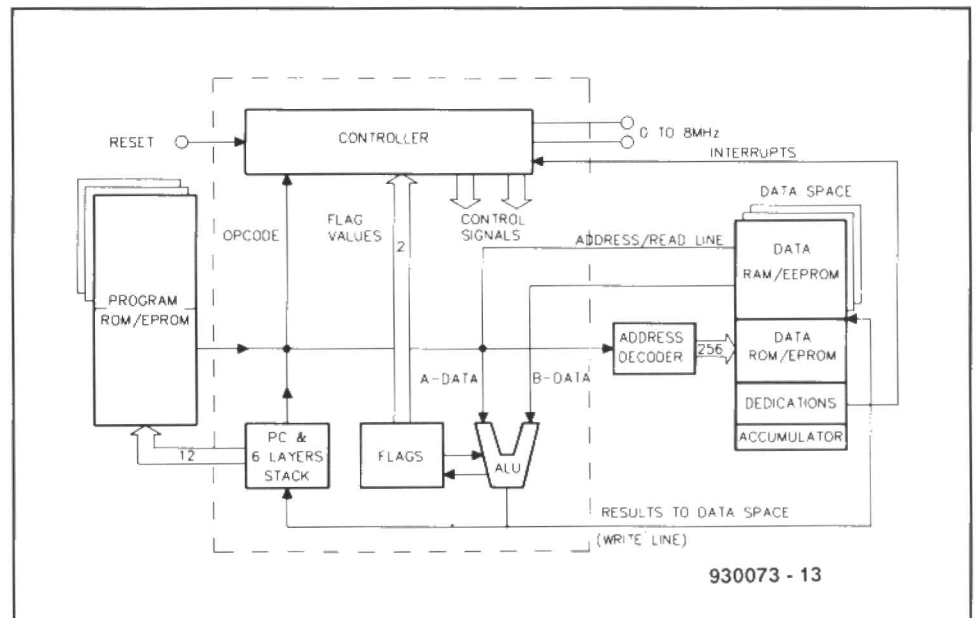 CONTROLLER
RESET
0 TO 8MHz
INTERRUPTS
DATA SPACE
OPCODE
FLAG
VALUES
2
CONTROL
SIGNALS
ADDRESS/READ LINE
DATA
RAM/EEPROM
PROGRAM
ROM/EPROM
ADDRESS
DECODER
256
DATA
ROM/EPROM
A-DATA
B-DATA
DEDICATIONS
ACCUMULATOR
PC &
6 LAYERS
STACK
12
FLAGS
ALU
RESULTS TO DATA SPACE
(WRITE LINE)
930073 - 13